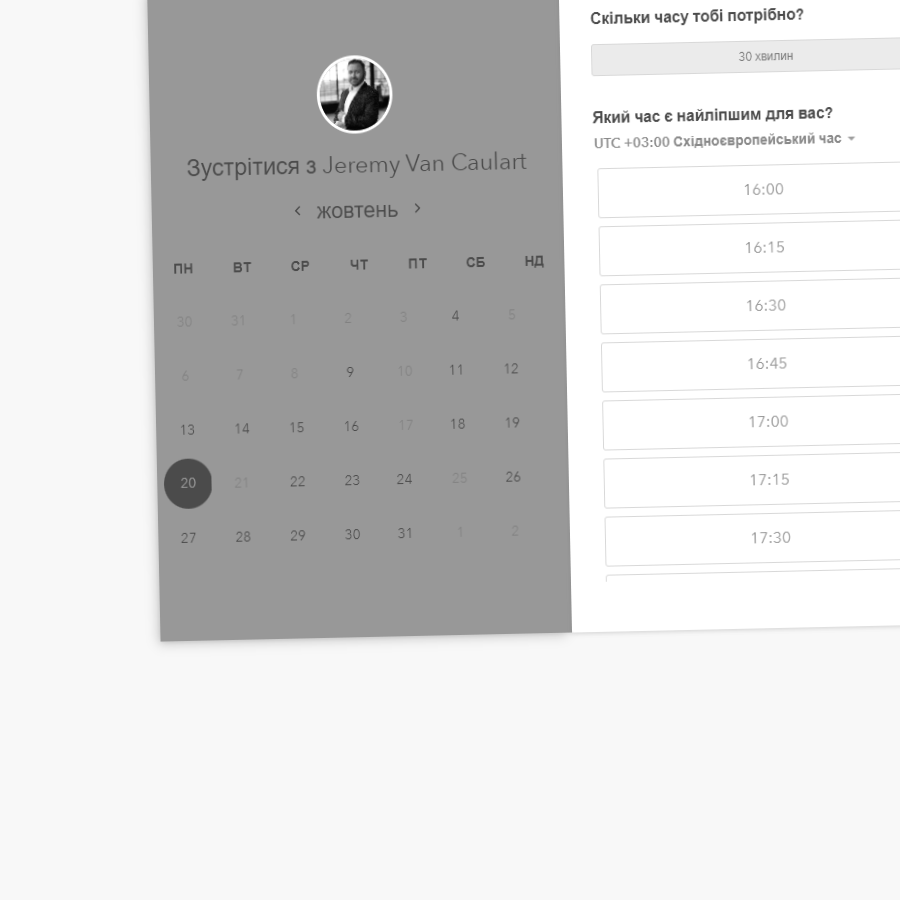 Зустрітися з Jeremy Van Caulart
< жовтень >
ПН ВТ СР ЧТ ПТ СБ НД
30 31 1 2 3 4 5
6 7 8 9 10 11 12
13 14 15 16 17 18 19
20 21 22 23 24 25 26
27 28 29 30 31 1 2
Скільки часу тобі потрібно?
30 хвилин
Який час є найліпшим для вас?
UTC +03:00 Східноєвропейський час
16:00
16:15
16:30
16:45
17:00
17:15
17:30